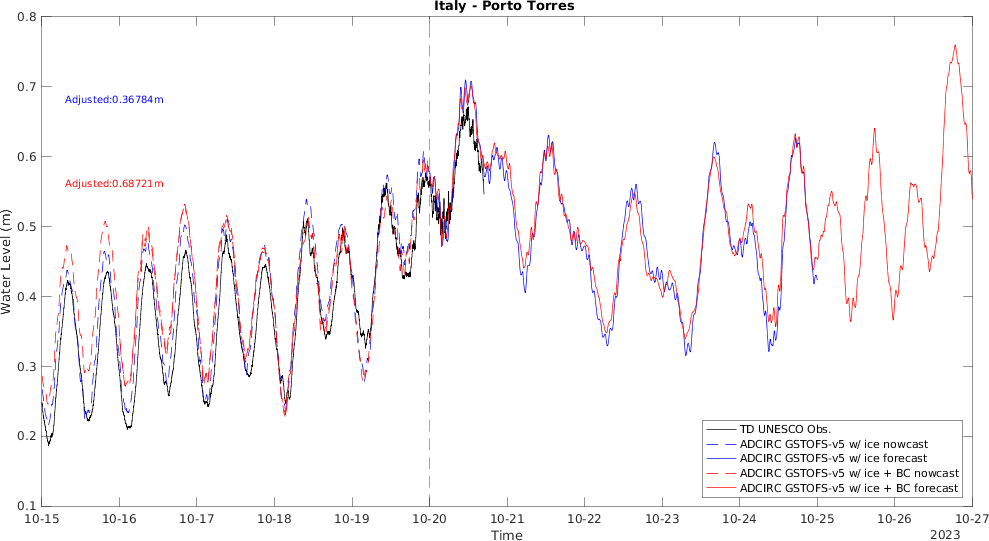 Italy - Porto Torres
0.8
0.7
0.6
0.5
0.4
0.3
0.2
0.1
Water Level (m)
Adjusted:0.36784m
Adjusted:0.68721m
TD UNESCO Obs.
ADCIRC GSTOFS-v5 w/ ice nowcast
ADCIRC GSTOFS-v5 w/ ice forecast
ADCIRC GSTOFS-v5 w/ ice + BC nowcast
ADCIRC GSTOFS-v5 w/ ice + BC forecast
10-15 10-16 10-17 10-18 10-19 10-20 10-21 10-22 10-23 10-24 10-25 10-26 10-27
Time
2023